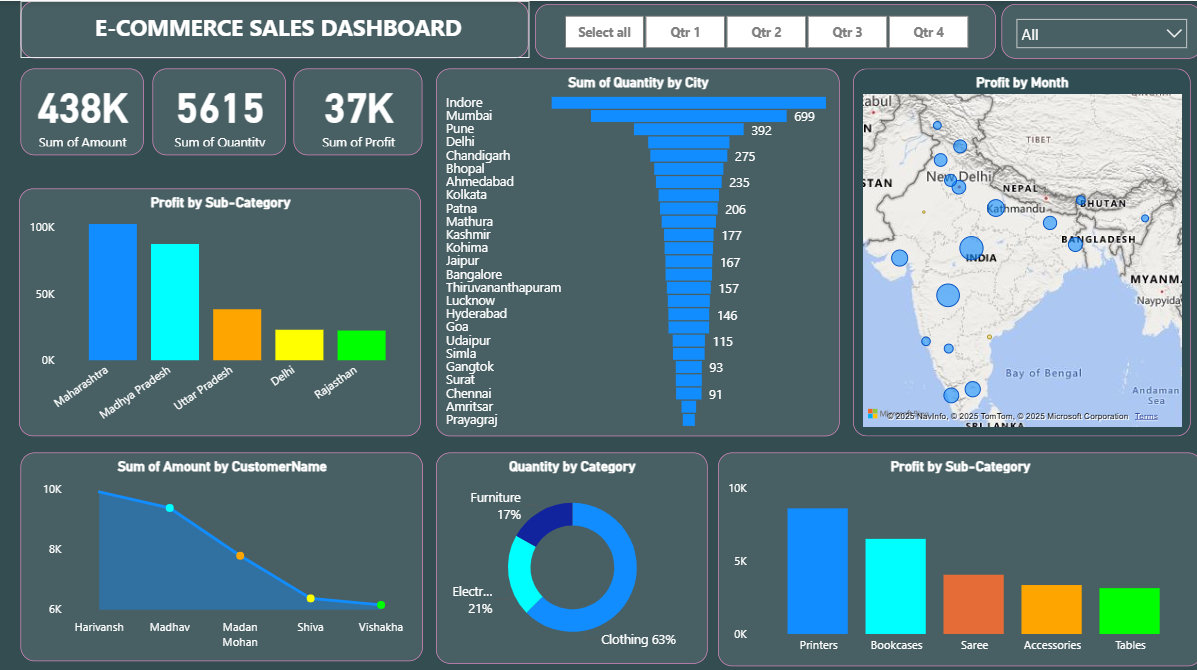 E-COMMERCE SALES DASHBOARD
Select all
Qtr 1
Qtr 2
Qtr 3
Qtr 4
All
438K
Sum of Amount
5615
Sum of Quantity
37K
Sum of Profit
Profit by Sub-Category
100K
50K
0K
Maharashtra
Madhya Pradesh
Uttar Pradesh
Delhi
Rajasthan
Sum of Quantity by City
Indore
Mumbai 699
Pune 392
Delhi
Chandigarh 275
Bhopal
Ahmedabad 235
Kolkata
Patna 206
Mathura
Kashmir 177
Kohima
Jaipur 167
Bangalore
Thiruvananthapuram 157
Lucknow
Hyderabad 146
Goa
Udaipur 115
Simla
Gangtok 93
Surat
Chennai 91
Amritsar
Prayagraj
Profit by Month
abul
N
TIBET
STAN
New Delhi
NEPAL
Kathmandu
BHUTAN
INDIA
BANGLADESH
MYANM
Naypyida
Bay of Bengal
Andaman
Sea
© 2025 NavInfo, © 2025 TomTom, © 2025 Microsoft Corporation Terms
SRI LANKA
Sum of Amount by CustomerName
10K
8K
6K
Harivansh
Madhav
Madan
Mohan
Shiva
Vishakha
Quantity by Category
Furniture
17%
Electr...
21%
Clothing 63%
Profit by Sub-Category
10K
5K
0K
Printers
Bookcases
Saree
Accessories
Tables